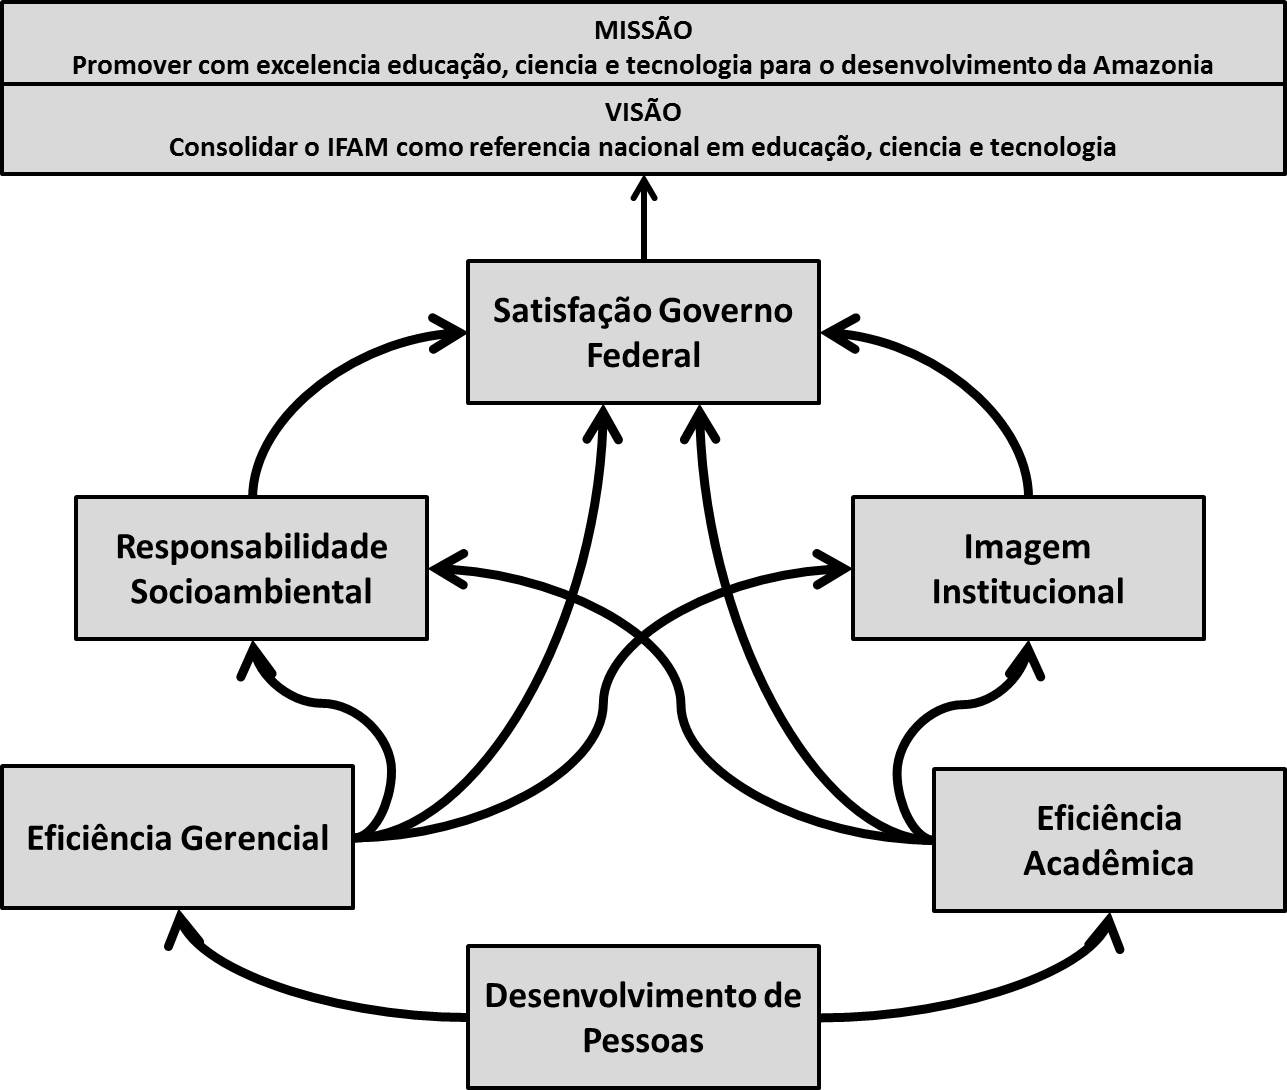 MISSÃO
Promover com excelencia educação, ciencia e tecnologia para o desenvolvimento da Amazonia
VISÃO
Consolidar o IFAM como referencia nacional em educação, ciencia e tecnologia
Satisfação Governo
Federal
Responsabilidade
Socioambiental
Imagem
Institucional
Eficiência Gerencial
Eficiência
Acadêmica
Desenvolvimento de
Pessoas